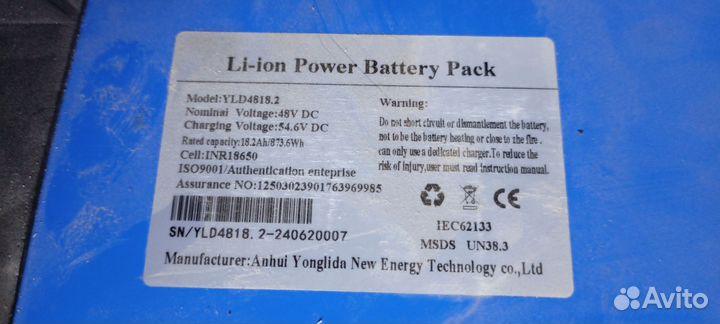 Li-ion Power Battery Pack
Model:YLD4818.2
Nominai Voltage:48V DC
Charging Voltage:54.6V DC
Rated capacity:18.2Ah/873.6Wh
Cell:INR18650
ISO9001/Authentication enteprise
Assurance NO:12503023901763969985
SN/YLD4818.2-240620007
Warning:
Do not short circuit or dismantlement the battery,
not to be the battery heating or close to the fire .
can only use a dedicated charger.To reduce the
risk of injury,user must read instruction manual.
CE
IEC62133
MSDS UN38.3
Manufacturer:Anhui Yonglida New Energy Technology co.,Ltd
Avito